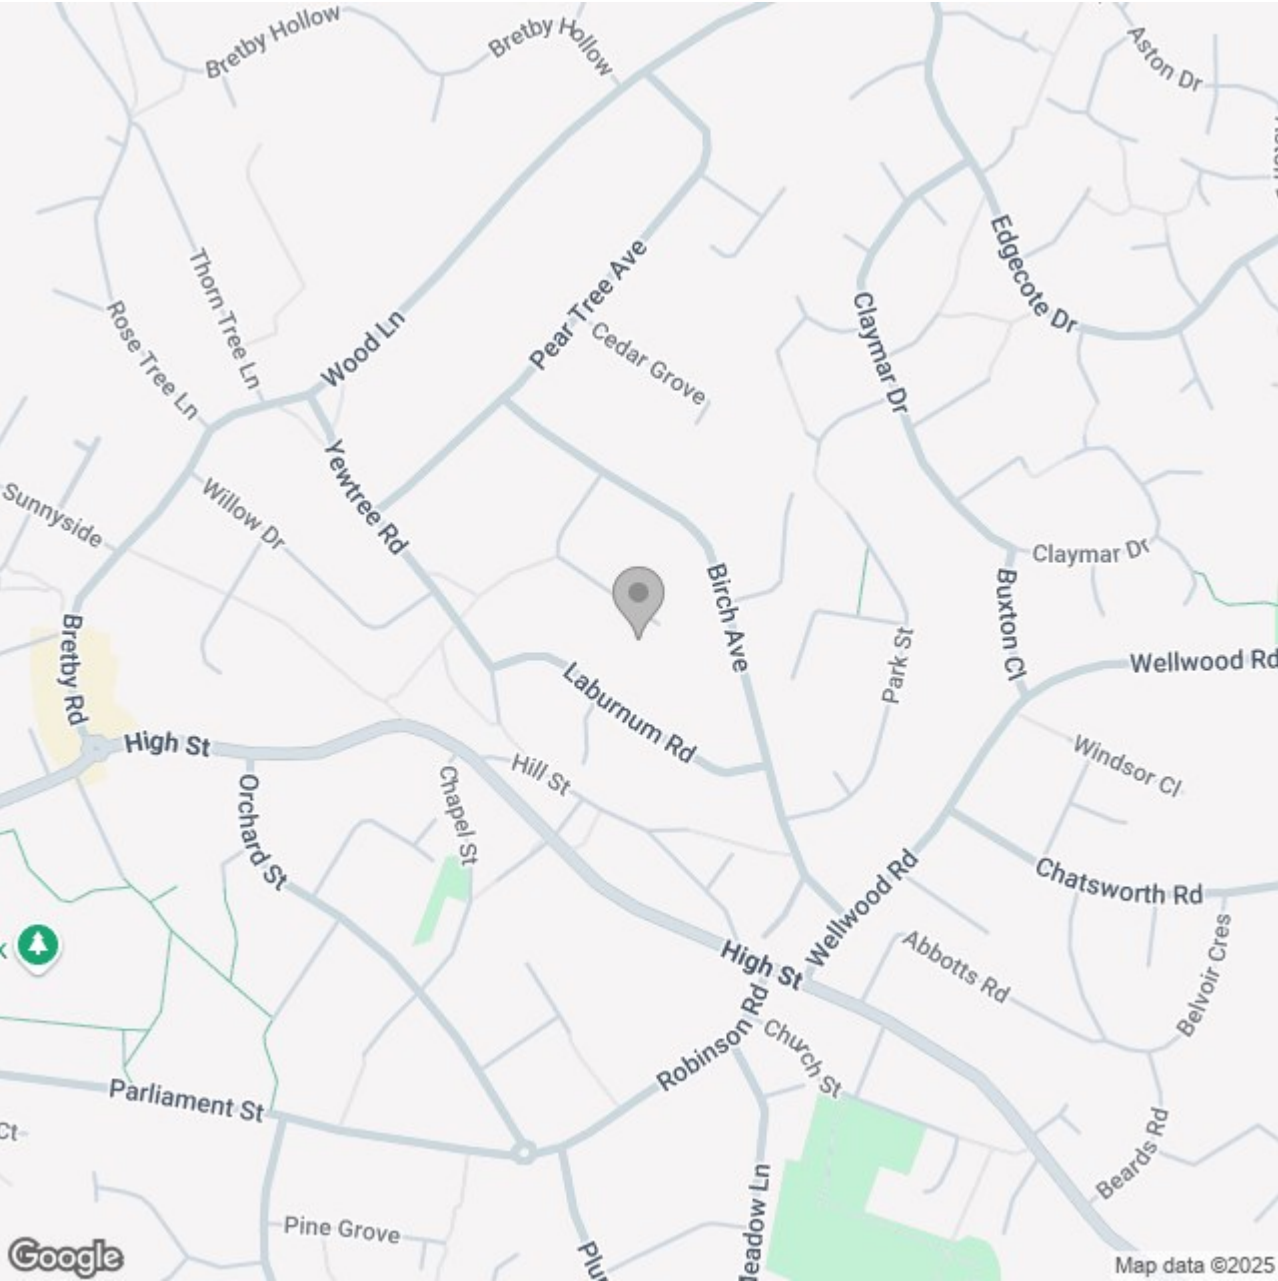 Bretby Hollow
Bretby Hollow
Aston Dr
Thorn Tree Ln
Rose Tree Ln
Wood Ln
Pear Tree Ave
Cedar Grove
Edgecote Dr
Claymar Dr
Yewtree Rd
Willow Dr
Sunnyside
Claymar Dr
Birch Ave
Buxton Cl
Park St
Bretby Rd
Wellwood Rd
Laburnum Rd
High St
Windsor Cl
Hill St
Chapel St
Orchard St
Chatsworth Rd
Wellwood Rd
High St
Abbotts Rd
Belvoir Cres
k
Robinson Rd
Church St
Parliament St
Ct
Beards Rd
Meadow Ln
Pine Grove
Plu
Google
Map data ©2025